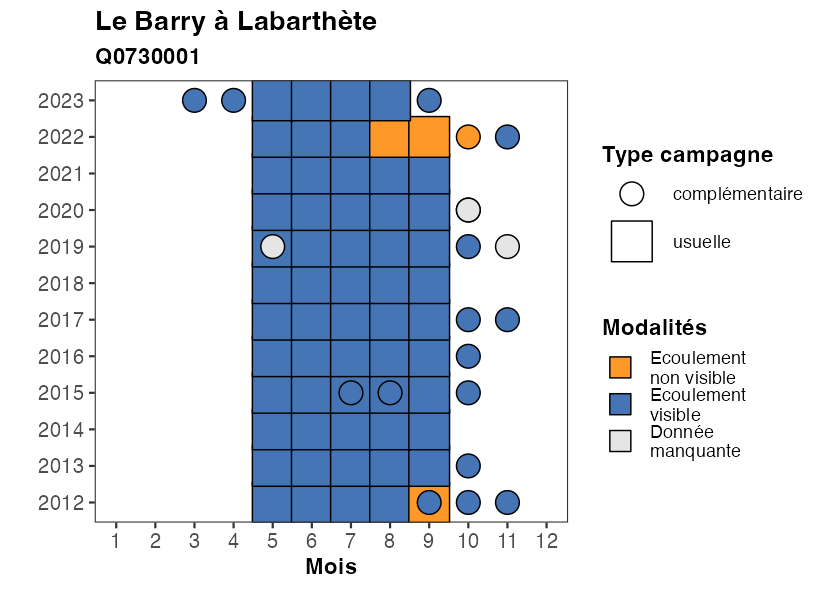 Le Barry à Labarthète
Q0730001
2023
2022
2021
2020
2019
2018
2017
2016
2015
2014
2013
2012
1 2 3 4 5 6 7 8 9 10 11 12
Mois
Type campagne
complémentaire
usuelle
Modalités
Ecoulement
non visible
Ecoulement
visible
Donnée
manquante